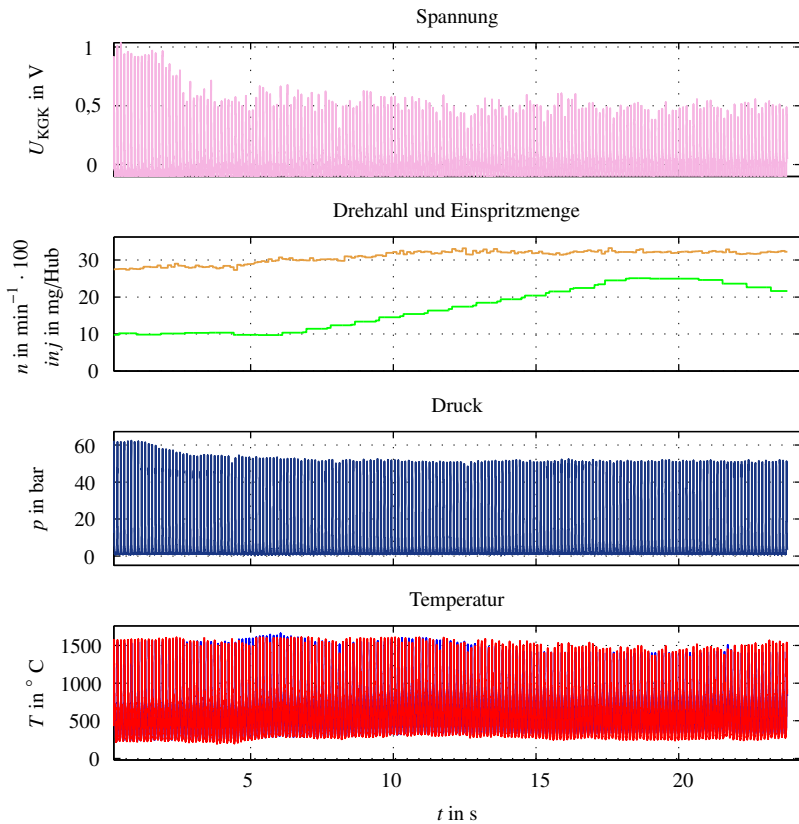 Spannung
1
0,5
0
U_KGK in V
Drehzahl und Einspritzmenge
30
20
10
0
n in min⁻¹ · 100
inj in mg/Hub
Druck
60
40
20
0
p in bar
Temperatur
1500
1000
500
0
T in ° C
5 10 15 20
t in s